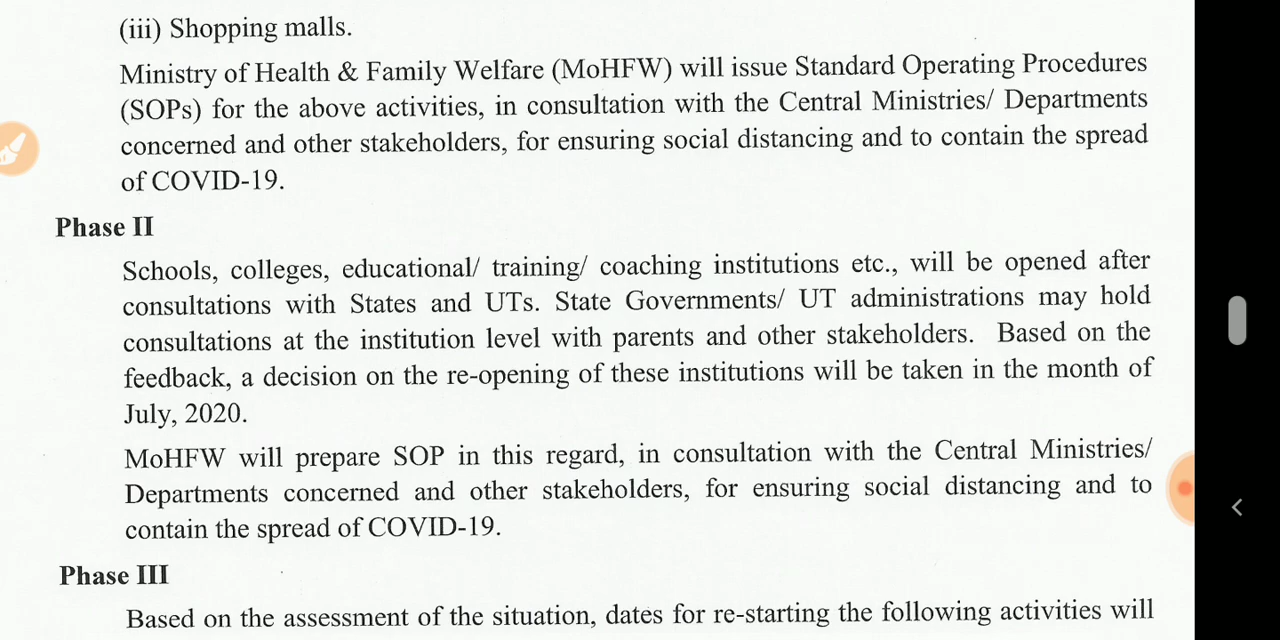 (iii) Shopping malls.
Ministry of Health & Family Welfare (MoHFW) will issue Standard Operating Procedures
(SOPs) for the above activities, in consultation with the Central Ministries/ Departments
concerned and other stakeholders, for ensuring social distancing and to contain the spread
of COVID-19.
Phase II
Schools, colleges, educational/ training/ coaching institutions etc., will be opened after
consultations with States and UTs. State Governments/ UT administrations may hold
consultations at the institution level with parents and other stakeholders. Based on the
feedback, a decision on the re-opening of these institutions will be taken in the month of
July, 2020.
MoHFW will prepare SOP in this regard, in consultation with the Central Ministries/
Departments concerned and other stakeholders, for ensuring social distancing and to
contain the spread of COVID-19.
Phase III
Based on the assessment of the situation, dates for re-starting the following activities will